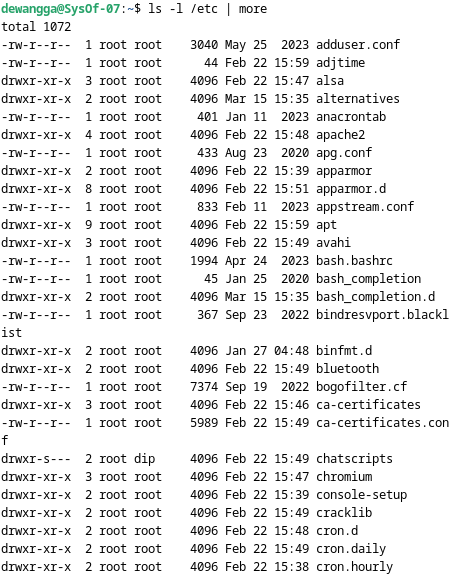 dewangga@SysOf-07:~$ ls -l /etc | more
total 1072
-rw-r--r--  1 root root    3040 May 25  2023 adduser.conf
-rw-r--r--  1 root root      44 Feb 22 15:59 adjtime
drwxr-xr-x  3 root root    4096 Feb 22 15:47 alsa
drwxr-xr-x  2 root root    4096 Mar 15 15:35 alternatives
-rw-r--r--  1 root root     401 Jan 11  2023 anacrontab
drwxr-xr-x  4 root root    4096 Feb 22 15:48 apache2
-rw-r--r--  1 root root     433 Aug 23  2020 apg.conf
drwxr-xr-x  2 root root    4096 Feb 22 15:39 apparmor
drwxr-xr-x  8 root root    4096 Feb 22 15:51 apparmor.d
-rw-r--r--  1 root root     833 Feb 11  2023 appstream.conf
drwxr-xr-x  9 root root    4096 Feb 22 15:59 apt
drwxr-xr-x  3 root root    4096 Feb 22 15:49 avahi
-rw-r--r--  1 root root    1994 Apr 24  2023 bash.bashrc
-rw-r--r--  1 root root      45 Jan 25  2020 bash_completion
drwxr-xr-x  2 root root    4096 Mar 15 15:35 bash_completion.d
-rw-r--r--  1 root root     367 Sep 23  2022 bindresvport.blackl
ist
drwxr-xr-x  2 root root    4096 Jan 27 04:48 binfmt.d
drwxr-xr-x  2 root root    4096 Feb 22 15:49 bluetooth
-rw-r--r--  1 root root    7374 Sep 19  2022 bogofilter.cf
drwxr-xr-x  3 root root    4096 Feb 22 15:46 ca-certificates
-rw-r--r--  1 root root    5989 Feb 22 15:49 ca-certificates.con
f
drwxr-s---  2 root dip     4096 Feb 22 15:49 chatscripts
drwxr-xr-x  3 root root    4096 Feb 22 15:47 chromium
drwxr-xr-x  2 root root    4096 Feb 22 15:39 console-setup
drwxr-xr-x  2 root root    4096 Feb 22 15:49 cracklib
drwxr-xr-x  2 root root    4096 Feb 22 15:48 cron.d
drwxr-xr-x  2 root root    4096 Feb 22 15:49 cron.daily
drwxr-xr-x  2 root root    4096 Feb 22 15:38 cron.hourly